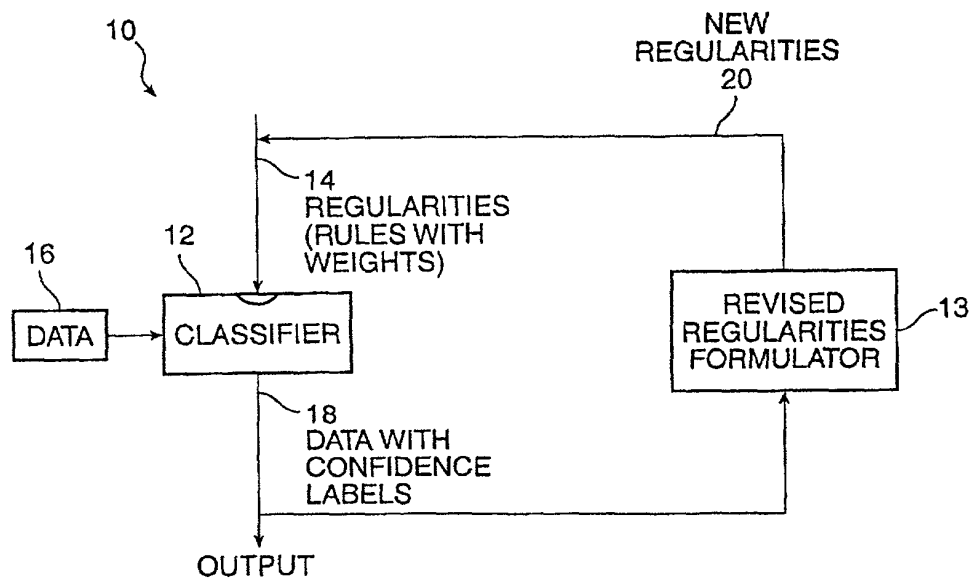 10
NEW
REGULARITIES
20
14
REGULARITIES
(RULES WITH
WEIGHTS)
16
12
DATA
CLASSIFIER
REVISED
REGULARITIES
FORMULATOR
13
18
DATA WITH
CONFIDENCE
LABELS
OUTPUT